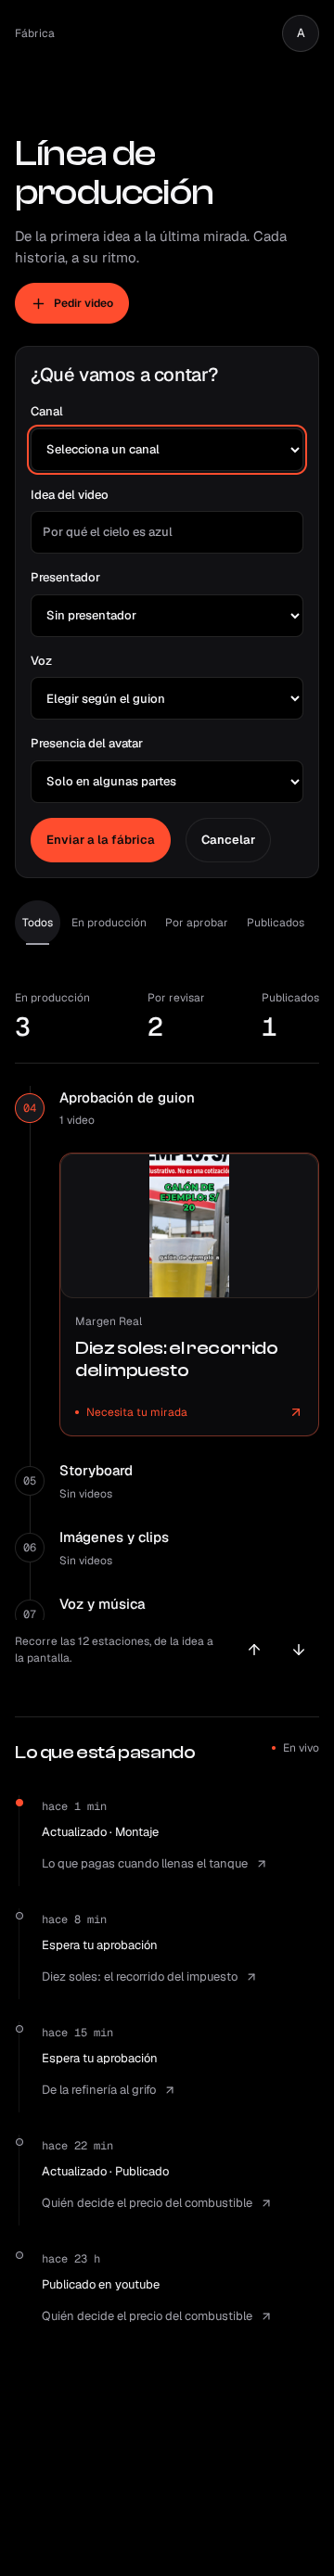 Fábrica
A
Línea de
producción
De la primera idea a la última mirada. Cada
historia, a su ritmo.
Pedir video
¿Qué vamos a contar?
Canal
Selecciona un canal
Idea del video
Por qué el cielo es azul
Presentador
Sin presentador
Voz
Elegir según el guion
Presencia del avatar
Solo en algunas partes
Enviar a la fábrica
Cancelar
Todos
En producción
Por aprobar
Publicados
En producción
Por revisar
Publicados
3
2
1
04
Aprobación de guion
1 video
GALÓN DE
EJEMPLO: S/
20
galón de ejemplo a
Margen Real
Diez soles: el recorrido
del impuesto
Necesita tu mirada
05
Storyboard
Sin videos
06
Imágenes y clips
Sin videos
07
Voz y música
Recorre las 12 estaciones, de la idea a
la pantalla.
Lo que está pasando
En vivo
hace 1 min
Actualizado · Montaje
Lo que pagas cuando llenas el tanque
hace 8 min
Espera tu aprobación
Diez soles: el recorrido del impuesto
hace 15 min
Espera tu aprobación
De la refinería al grifo
hace 22 min
Actualizado · Publicado
Quién decide el precio del combustible
hace 23 h
Publicado en youtube
Quién decide el precio del combustible